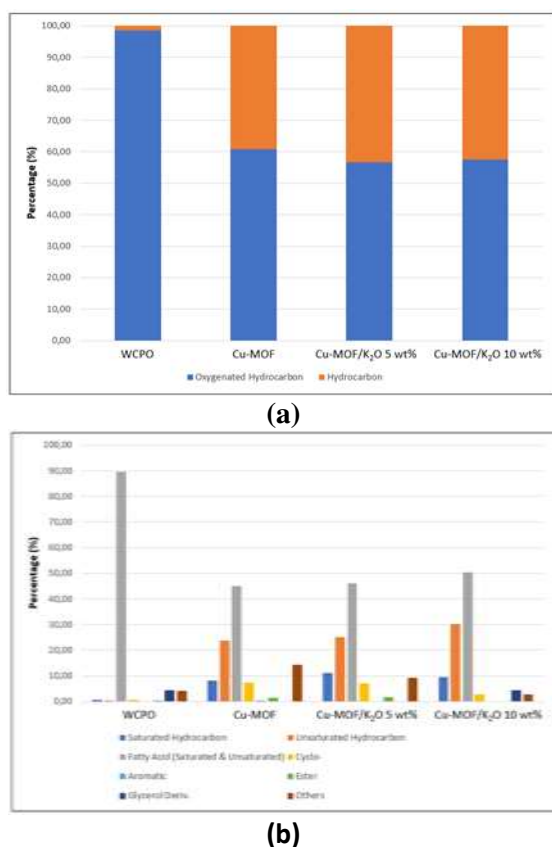 100,00
90,00
80,00
70,00
60,00
50,00
40,00
30,00
20,00
10,00
0,00
Percentage (%)
WCPO Cu-MOF Cu-MOF/K₂O 5 wt% Cu-MOF/K₂O 10 wt%
Oxygenated Hydrocarbon Hydrocarbon
(a)
100,00
90,00
80,00
70,00
60,00
50,00
40,00
30,00
20,00
10,00
0,00
Percentage (%)
WCPO Cu-MOF Cu-MOF/K₂O 5 wt% Cu-MOF/K₂O 10 wt%
Saturated Hydrocarbon Unsaturated Hydrocarbon
Fatty Acid (Saturated & Unsaturated) Cyclo-
Aromatic Ester
Glycerol Deriv. Others
(b)